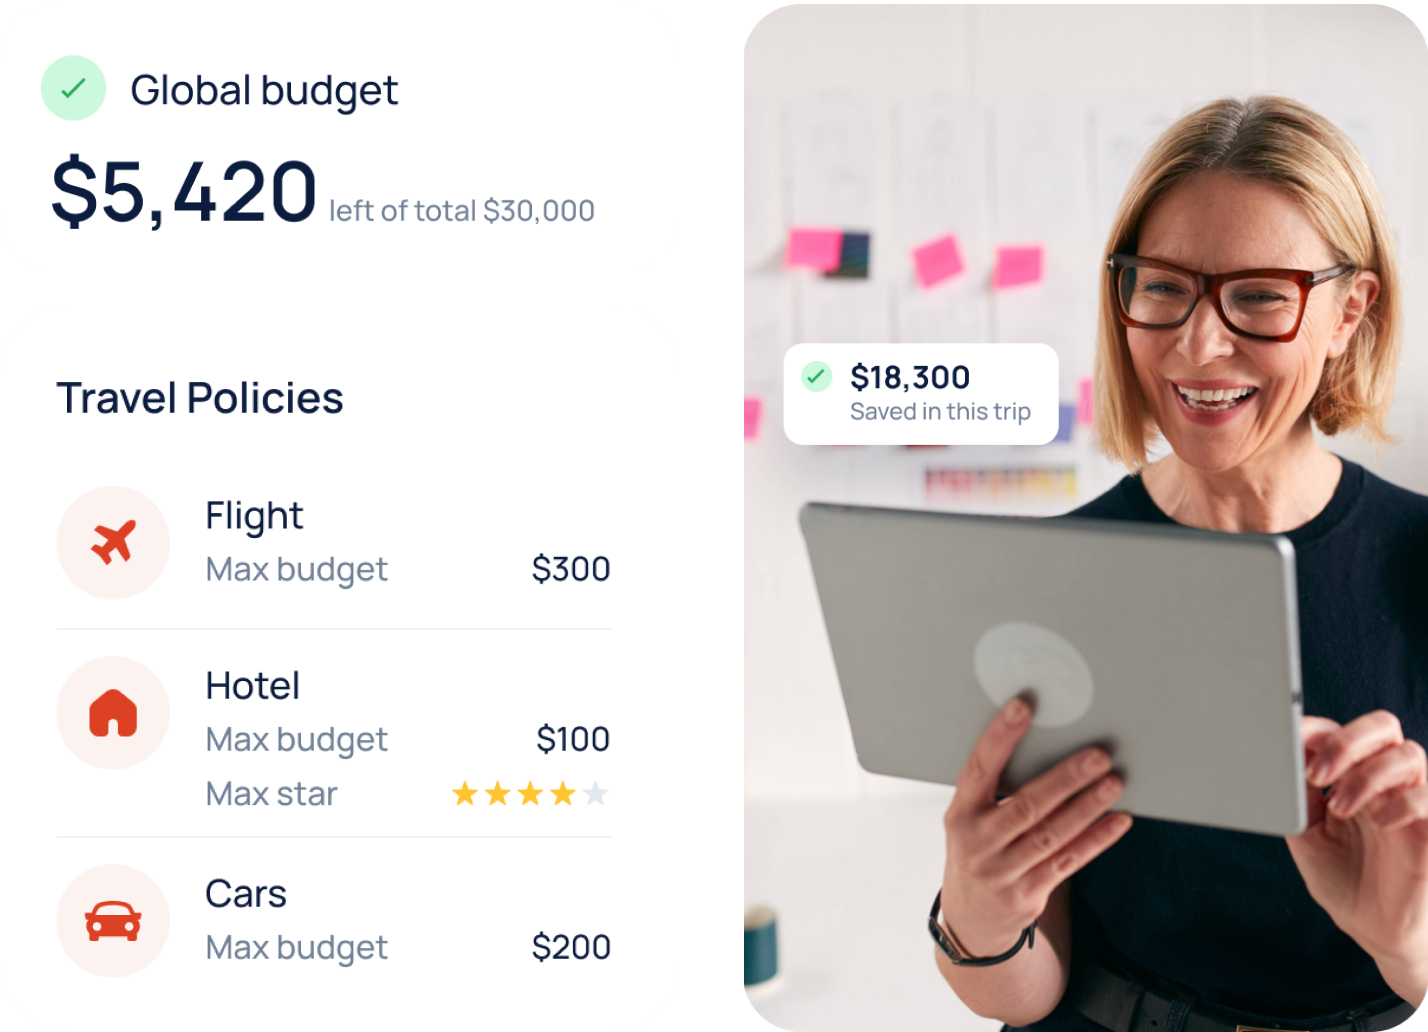 Global budget
$5,420 left of total $30,000
Travel Policies
Flight
Max budget $300
Hotel
Max budget $100
Max star
Cars
Max budget $200
$18,300
Saved in this trip